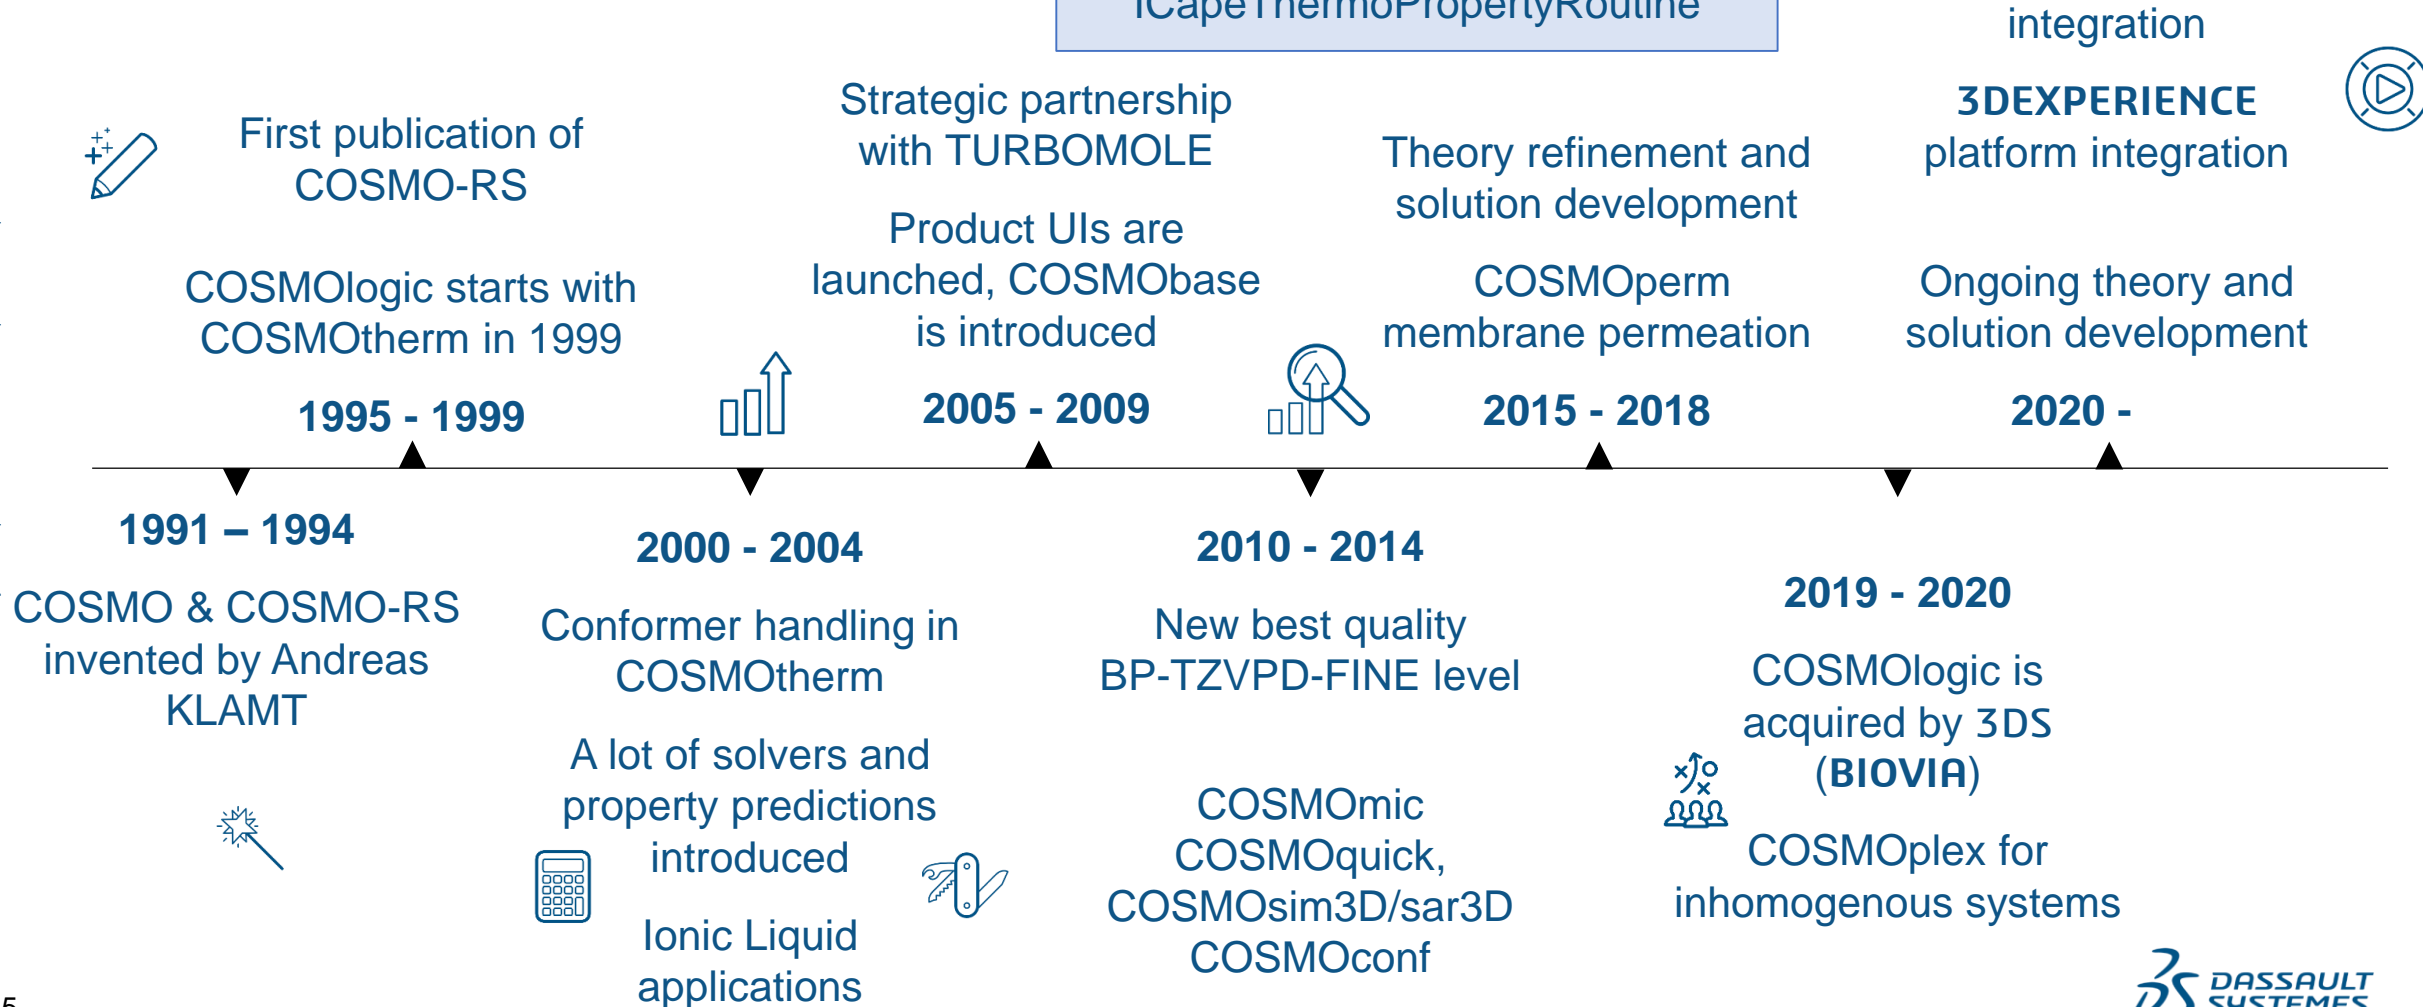 ICapeThermoPropertyRoutine
integration
3DEXPERIENCE
platform integration
Ongoing theory and
solution development
2020 -
First publication of
COSMO-RS
COSMOlogic starts with
COSMOtherm in 1999
1995 - 1999
Strategic partnership
with TURBOMOLE
Product UIs are
launched, COSMObase
is introduced
2005 - 2009
Theory refinement and
solution development
COSMOperm
membrane permeation
2015 - 2018
1991 – 1994
COSMO & COSMO-RS
invented by Andreas
KLAMT
2000 - 2004
Conformer handling in
COSMOtherm
A lot of solvers and
property predictions
introduced
Ionic Liquid
applications
2010 - 2014
New best quality
BP-TZVPD-FINE level
COSMOmic
COSMOquick,
COSMOsim3D/sar3D
COSMOconf
2019 - 2020
COSMOlogic is
acquired by 3DS
(BIOVIA)
COSMOplex for
inhomogenous systems
DASSAULT
SYSTEMES
5